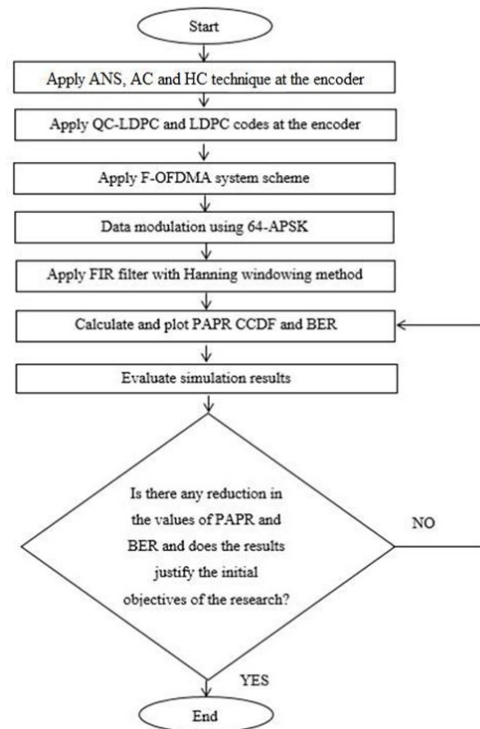 Start
Apply ANS, AC and HC technique at the encoder
Apply QC-LDPC and LDPC codes at the encoder
Apply F-OFDMA system scheme
Data modulation using 64-APSK
Apply FIR filter with Hanning windowing method
Calculate and plot PAPR CCDF and BER
Evaluate simulation results
Is there any reduction in
the values of PAPR and
BER and does the results
justify the initial
objectives of the research?
NO
YES
End